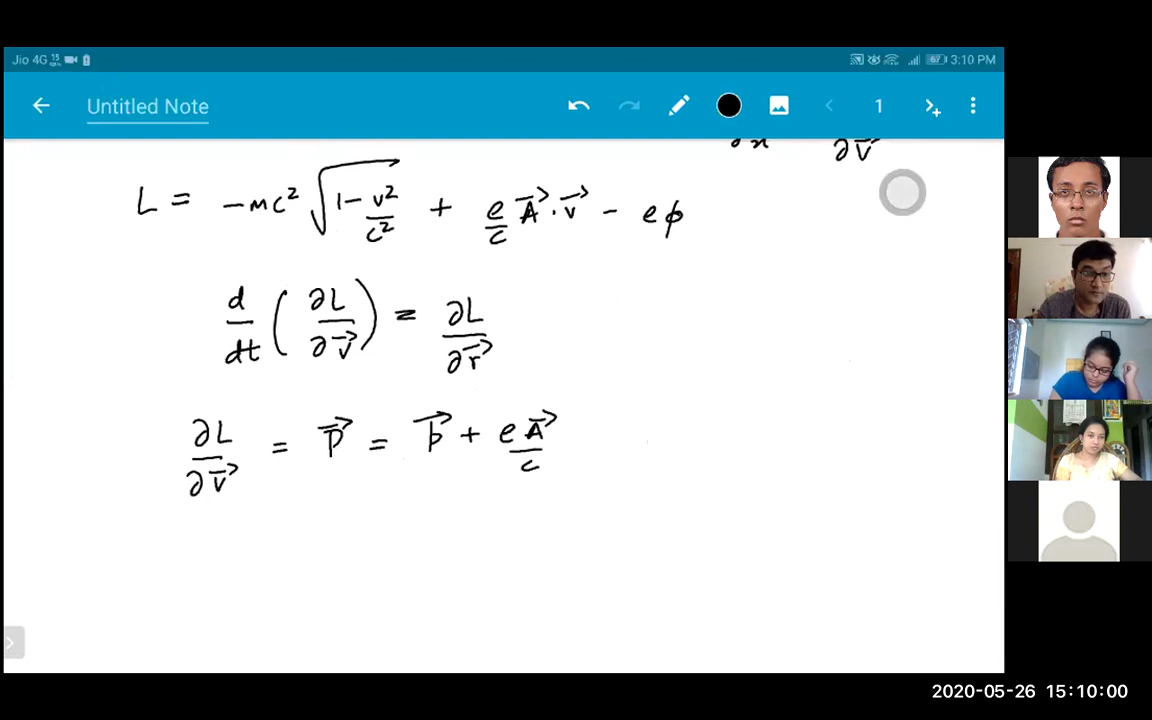 Jio 4G 3:10 PM
Untitled Note 1
∂x ∂v⃗
L = -mc² √(1 - v²/c²) + e/c A⃗ · v⃗ - eϕ
d/dt (∂L/∂v⃗) = ∂L/∂r⃗
∂L/∂v⃗ = P⃗ = p⃗ + eA⃗/c
2020-05-26 15:10:00